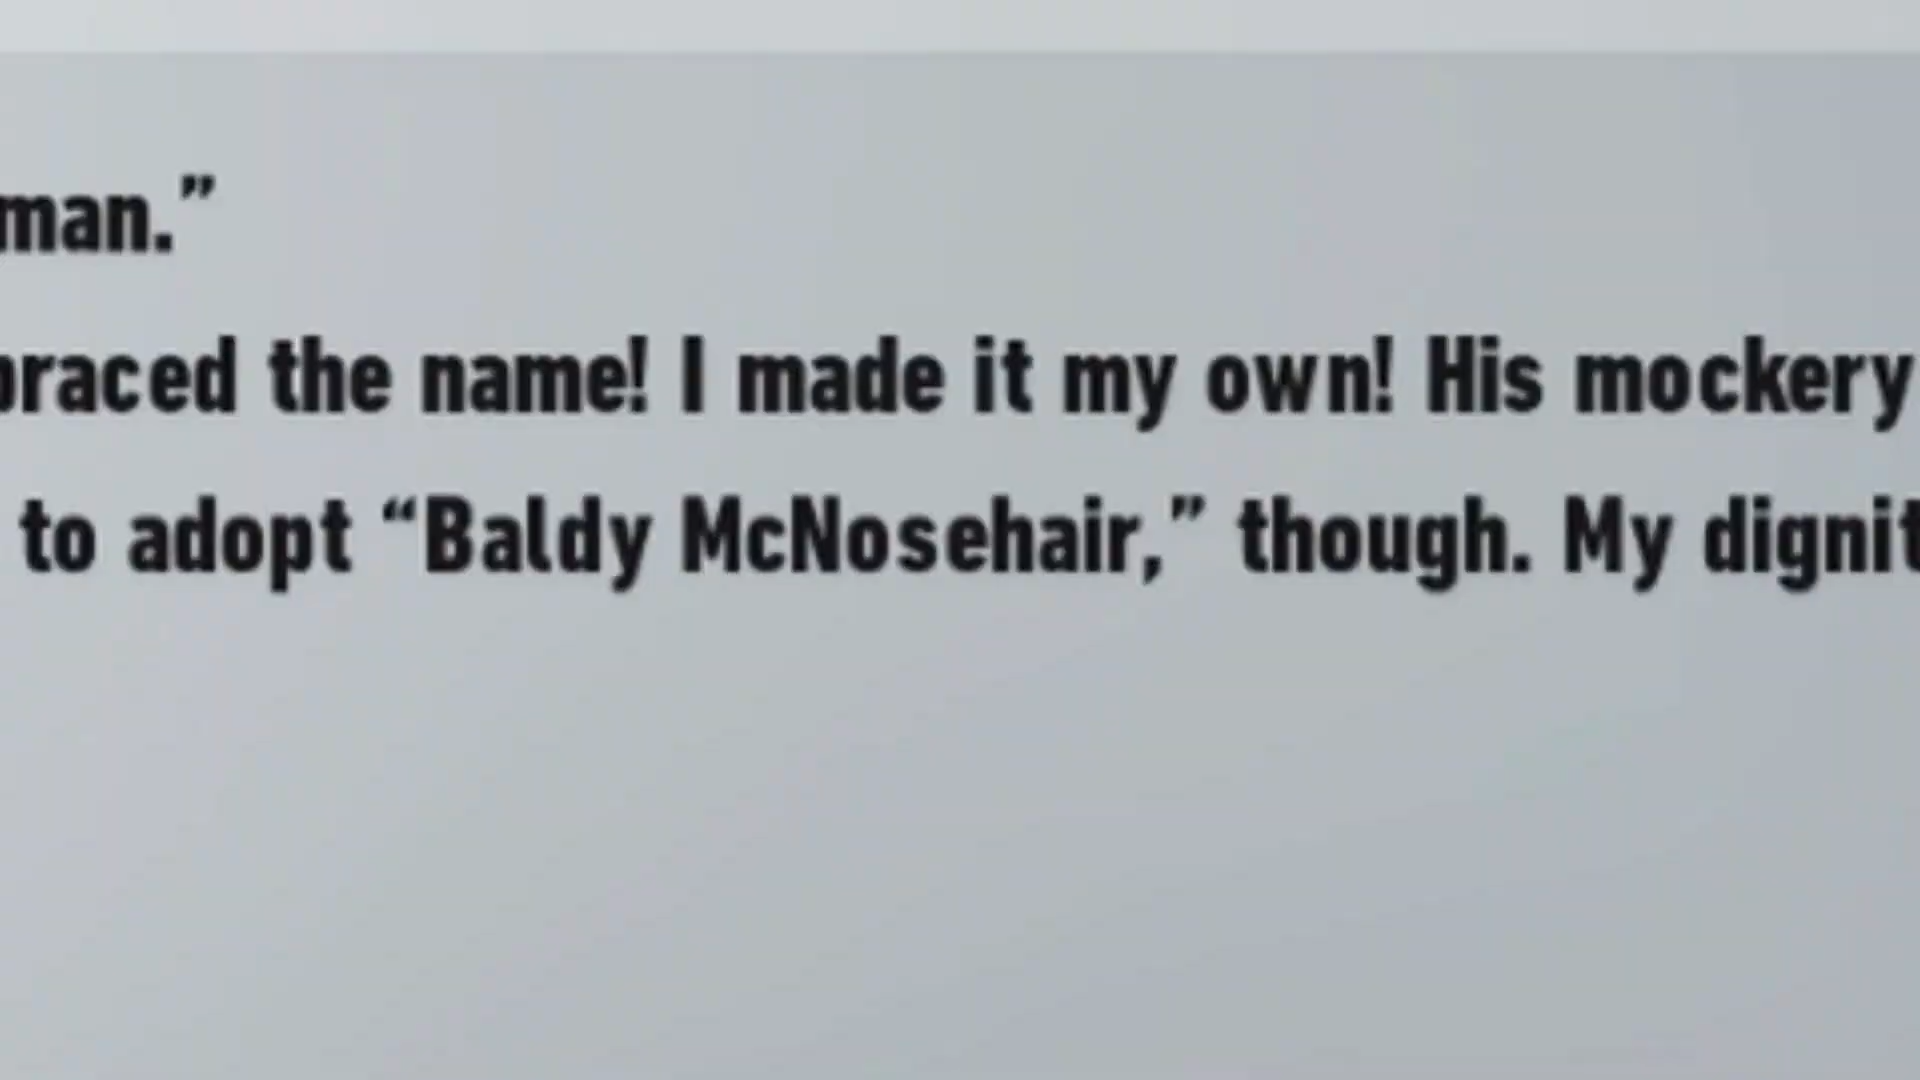 man.”
braced the name! I made it my own! His mockery
to adopt “Baldy McNosehair,” though. My dignit